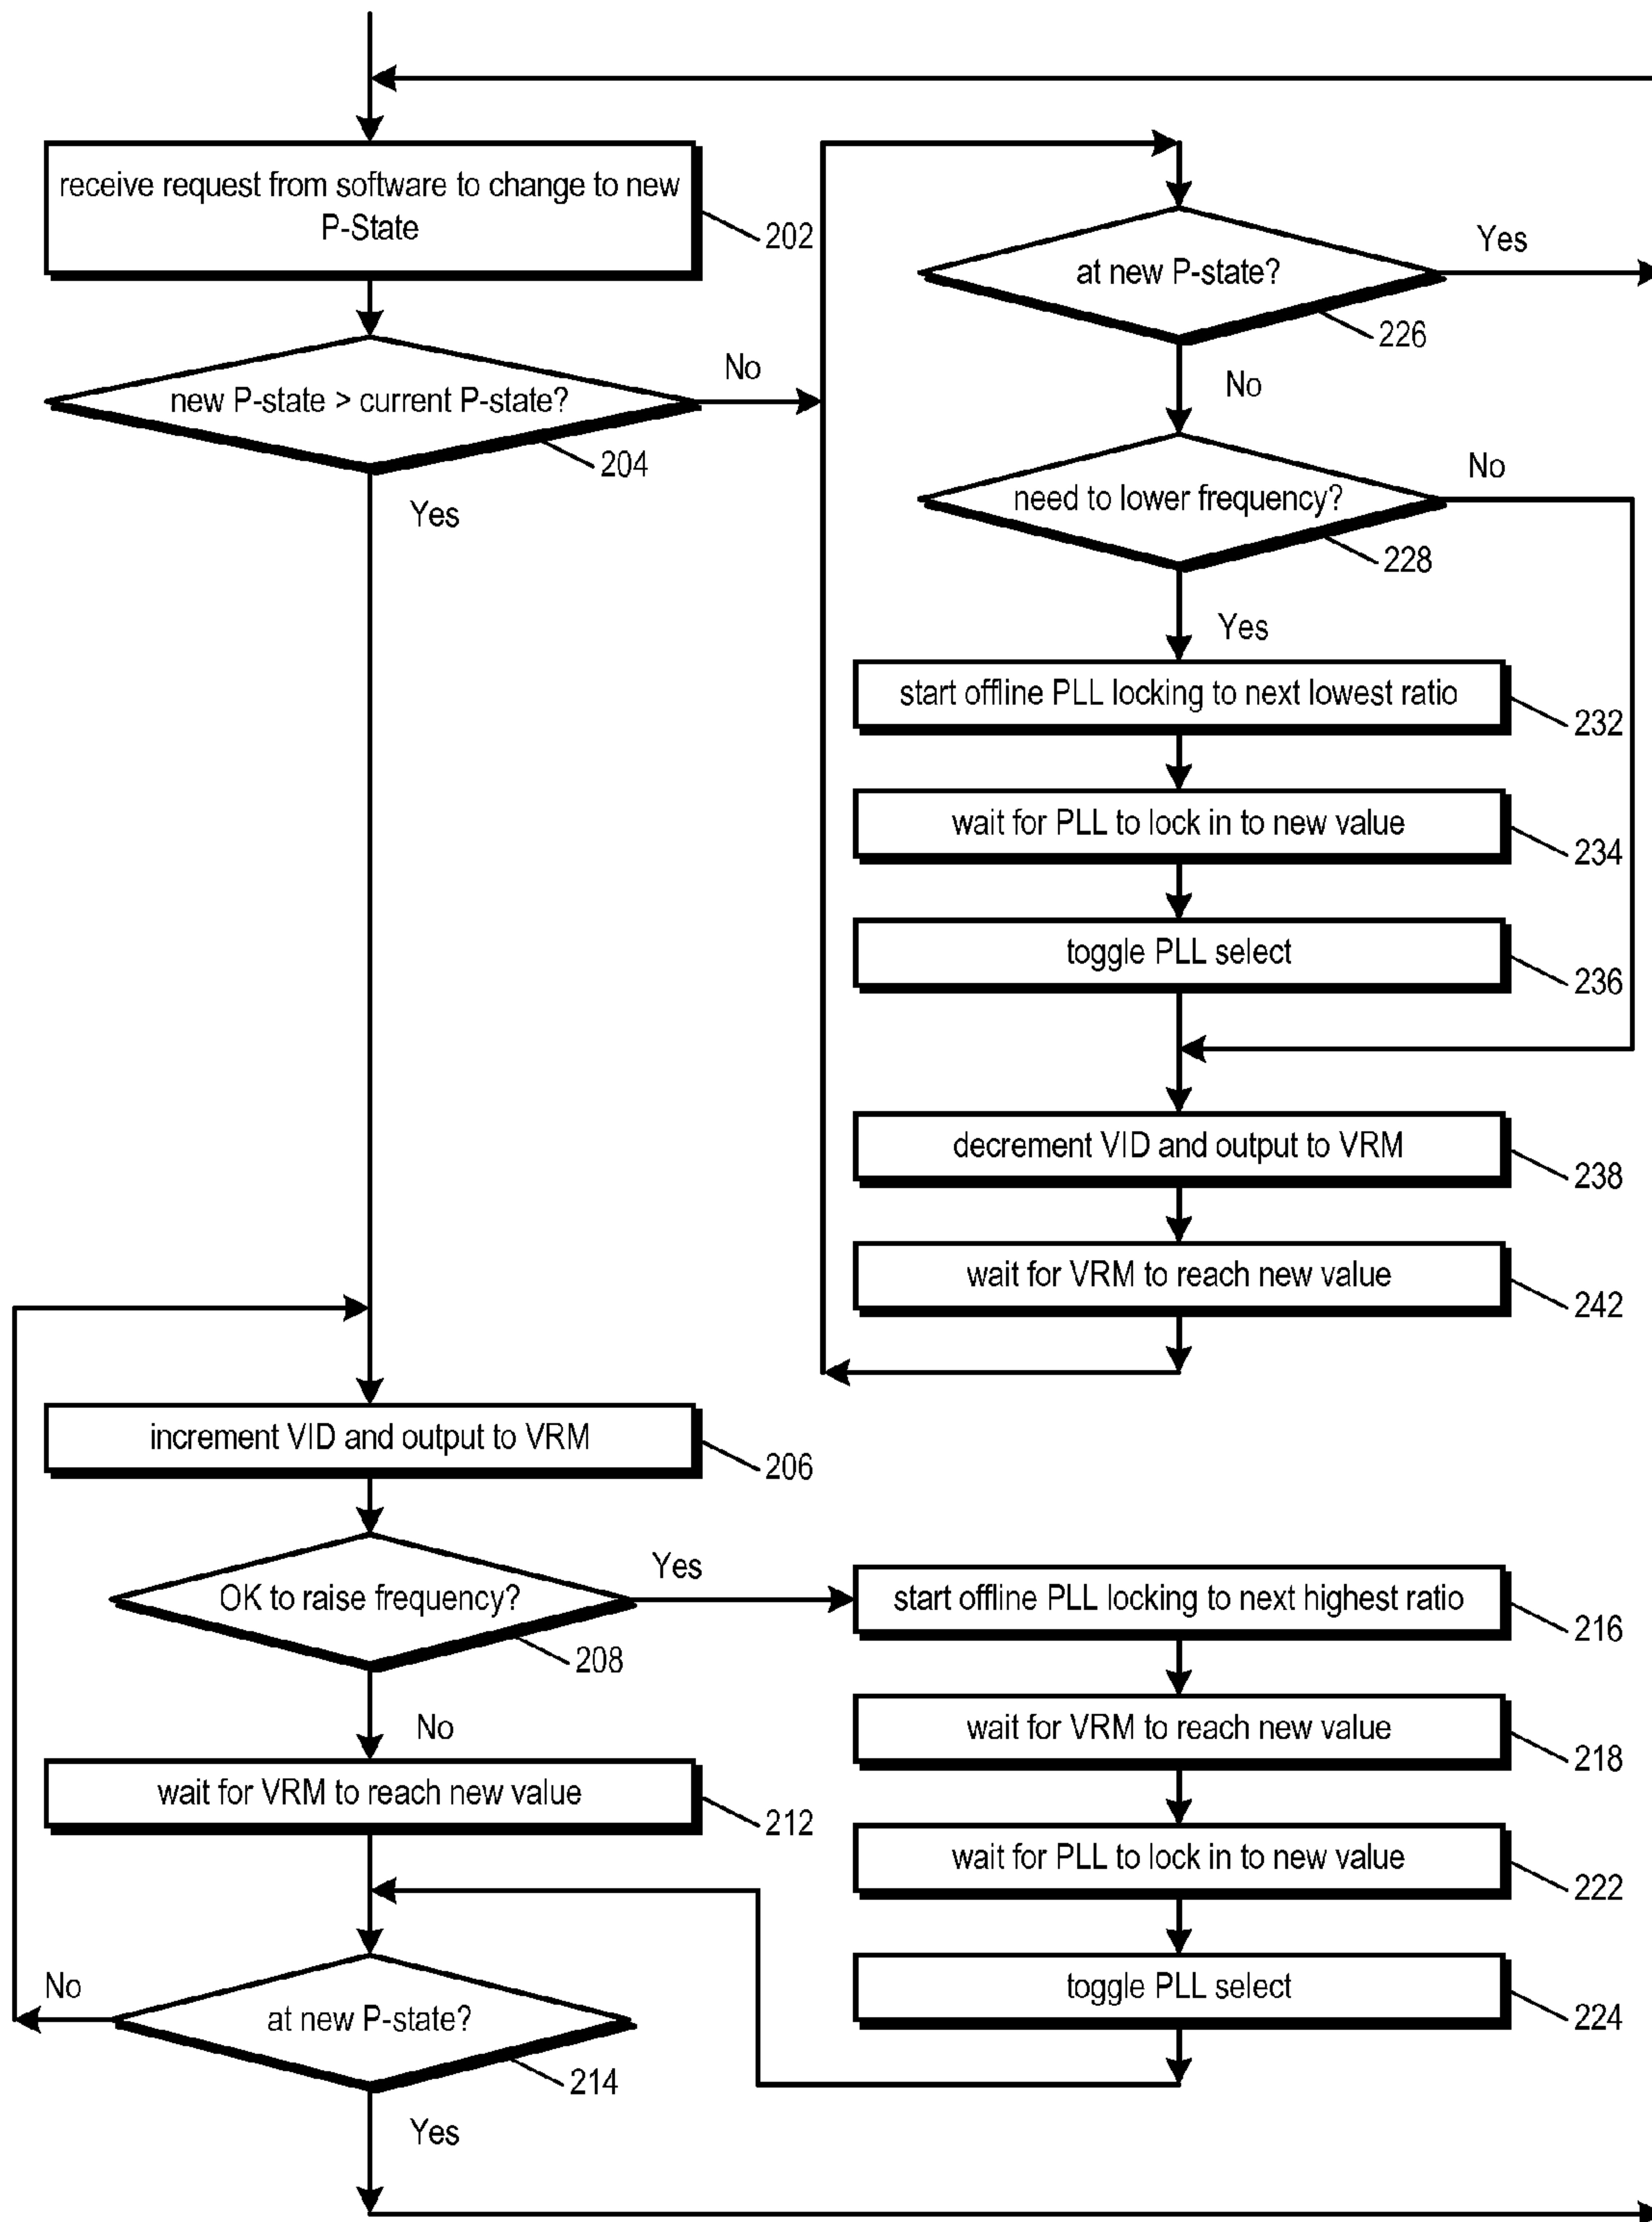 receive request from software to change to new
P-State
202
new P-state > current P-state?
No
204
Yes
at new P-state?
Yes
226
No
need to lower frequency?
No
228
Yes
start offline PLL locking to next lowest ratio
232
wait for PLL to lock in to new value
234
toggle PLL select
236
decrement VID and output to VRM
238
wait for VRM to reach new value
242
increment VID and output to VRM
206
OK to raise frequency?
Yes
208
No
wait for VRM to reach new value
212
start offline PLL locking to next highest ratio
216
wait for VRM to reach new value
218
wait for PLL to lock in to new value
222
toggle PLL select
224
at new P-state?
No
214
Yes